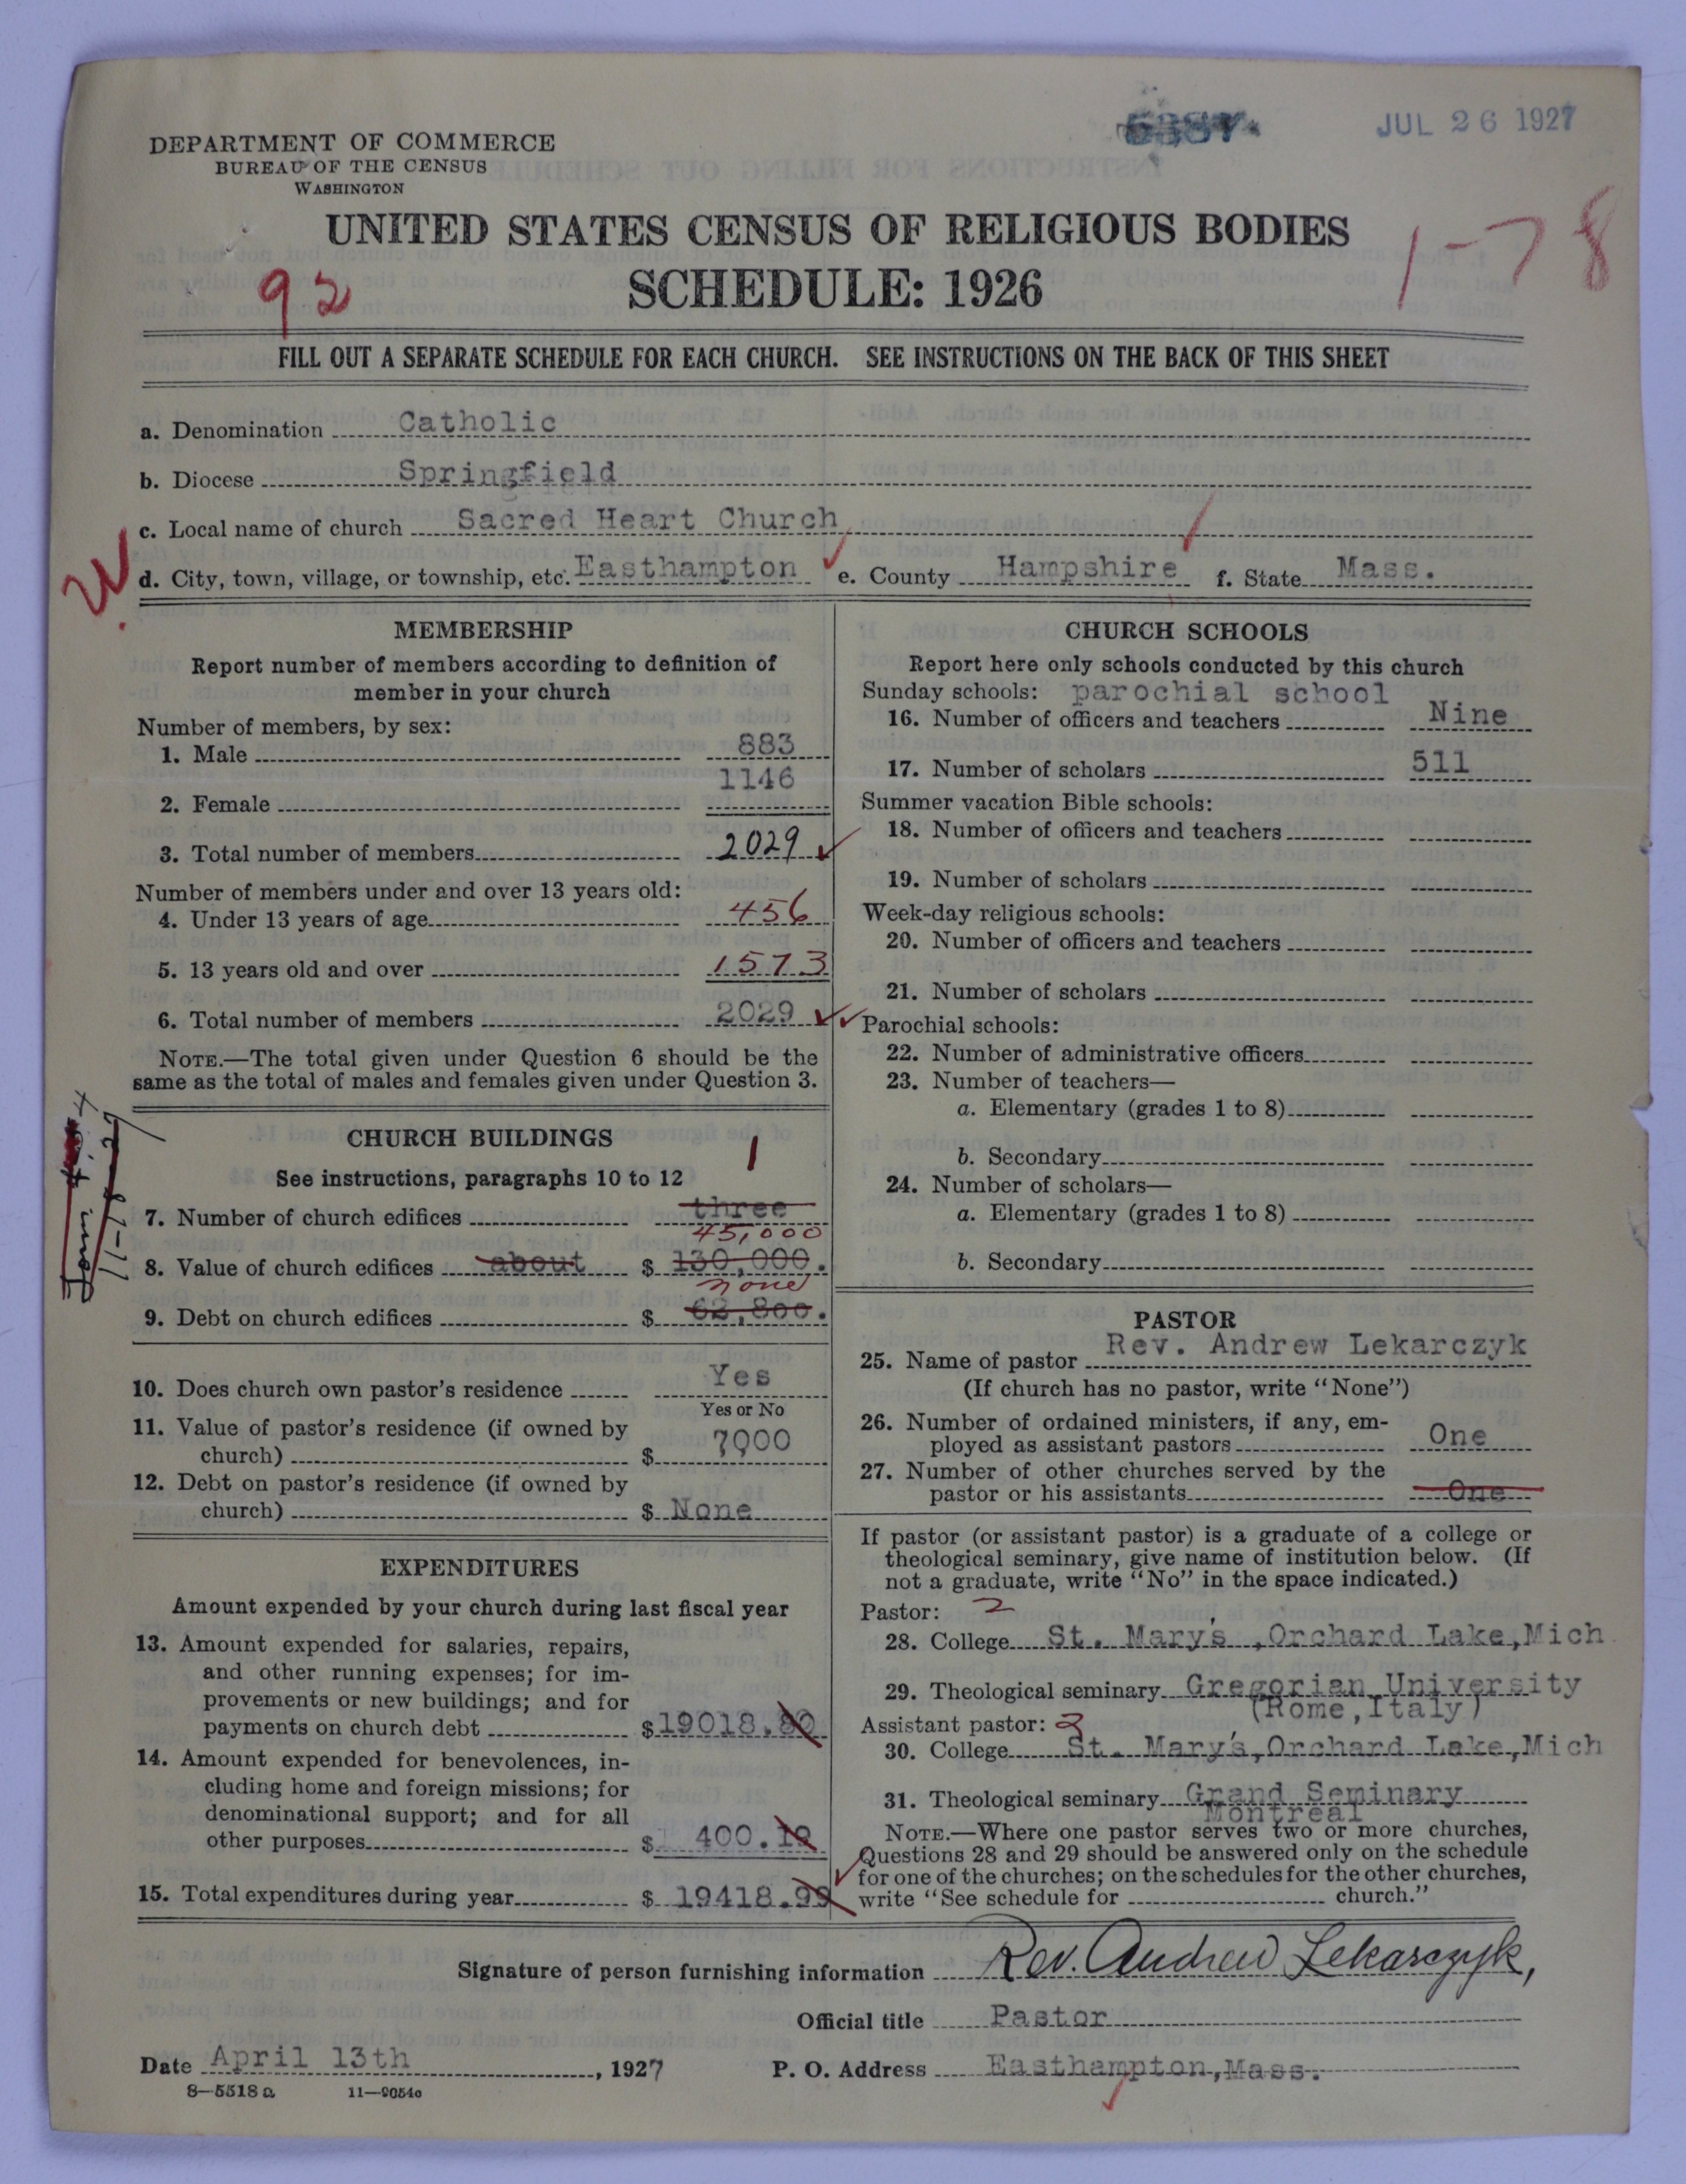 DEPARTMENT OF COMMERCE
BUREAU OF THE CENSUS
WASHINGTON
JUL 26 1927
UNITED STATES CENSUS OF RELIGIOUS BODIES
SCHEDULE: 1926
92
1-78
FILL OUT A SEPARATE SCHEDULE FOR EACH CHURCH. SEE INSTRUCTIONS ON THE BACK OF THIS SHEET
a. Denomination Catholic
b. Diocese Springfield
c. Local name of church Sacred Heart Church
d. City, town, village, or township, etc. Easthampton e. County Hampshire f. State Mass.
MEMBERSHIP
Report number of members according to definition of
member in your church
Number of members, by sex:
1. Male 883
2. Female 1146
3. Total number of members 2029
Number of members under and over 13 years old:
4. Under 13 years of age 456
5. 13 years old and over 1573
6. Total number of members 2029
NOTE.—The total given under Question 6 should be the
same as the total of males and females given under Question 3.
CHURCH BUILDINGS
See instructions, paragraphs 10 to 12
1
7. Number of church edifices three
45,000
8. Value of church edifices about $ 130,000.
none
9. Debt on church edifices $ 62,800.
10. Does church own pastor's residence Yes
Yes or No
11. Value of pastor's residence (if owned by
church) $ 7000
12. Debt on pastor's residence (if owned by
church) $ None
EXPENDITURES
Amount expended by your church during last fiscal year
13. Amount expended for salaries, repairs,
and other running expenses; for im-
provements or new buildings; and for
payments on church debt $19018.80
14. Amount expended for benevolences, in-
cluding home and foreign missions; for
denominational support; and for all
other purposes $ 400.19
15. Total expenditures during year $ 19418.99
CHURCH SCHOOLS
Report here only schools conducted by this church
Sunday schools: parochial school
16. Number of officers and teachers Nine
17. Number of scholars 511
Summer vacation Bible schools:
18. Number of officers and teachers
19. Number of scholars
Week-day religious schools:
20. Number of officers and teachers
21. Number of scholars
Parochial schools:
22. Number of administrative officers
23. Number of teachers—
a. Elementary (grades 1 to 8)
b. Secondary
24. Number of scholars—
a. Elementary (grades 1 to 8)
b. Secondary
PASTOR
25. Name of pastor Rev. Andrew Lekarczyk
(If church has no pastor, write "None")
26. Number of ordained ministers, if any, em-
ployed as assistant pastors One
27. Number of other churches served by the
pastor or his assistants One
If pastor (or assistant pastor) is a graduate of a college or
theological seminary, give name of institution below. (If
not a graduate, write "No" in the space indicated.)
Pastor: 2
28. College St. Mary's ,Orchard Lake,Mich
29. Theological seminary Gregorian University
(Rome,Italy)
Assistant pastor: 2
30. College St. Mary's,Orchard Lake,Mich
31. Theological seminary Grand Seminary
Montreal
NOTE.—Where one pastor serves two or more churches,
Questions 28 and 29 should be answered only on the schedule
for one of the churches; on the schedules for the other churches,
write "See schedule for church."
Signature of person furnishing information Rev. Andrew Lekarczyk,
Official title Pastor
Date April 13th, 1927 P. O. Address Easthampton,Mass.
8—5518a 11—9054c